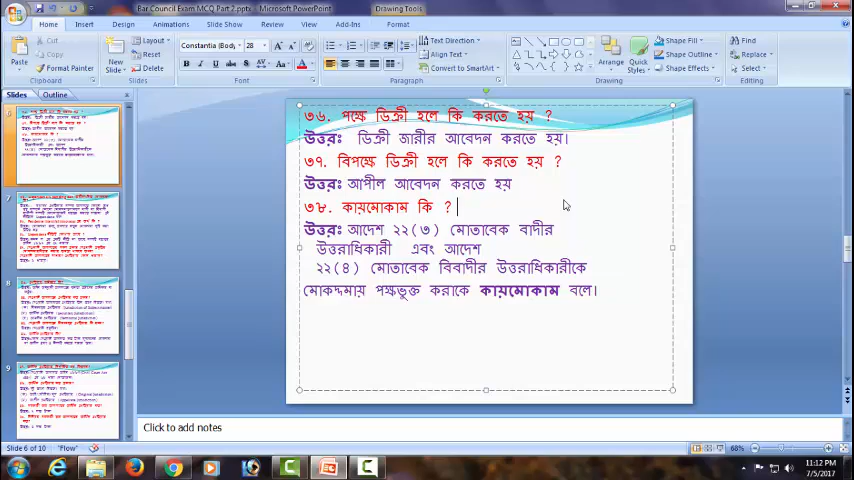 Bar Council Exam MCQ Part 2.pptx - Microsoft PowerPoint
Drawing Tools
Home Insert Design Animations Slide Show Review View Add-Ins Format
Paste
Cut
Copy
Format Painter
Clipboard
New Slide
Layout
Reset
Delete
Slides
Constantia (Body) 28
Font
Paragraph
Text Direction
Align Text
Convert to SmartArt
Arrange
Quick Styles
Shape Fill
Shape Outline
Shape Effects
Drawing
Find
Replace
Select
Editing
Slides Outline
৩৬. পক্ষে ডিক্রী হলে কি করতে হয় ?
উত্তরঃ ডিক্রী জারীর আবেদন করতে হয়।
৩৭. বিপক্ষে ডিক্রী হলে কি করতে হয় ?
উত্তরঃ আপীল আবেদন করতে হয়
৩৮. কায়মোকাম কি ?
উত্তরঃ আদেশ ২২(৩) মোতাবেক বাদীর
উত্তরাধিকারী এবং আদেশ
২২(৪) মোতাবেক বিবাদীর উত্তরাধিকারীকে
মোকদ্দমায় পক্ষভুক্ত করাকে কায়মোকাম বলে।
7
8
9
Click to add notes
Slide 6 of 10 "Flow" 68%
11:12 PM
7/5/2017